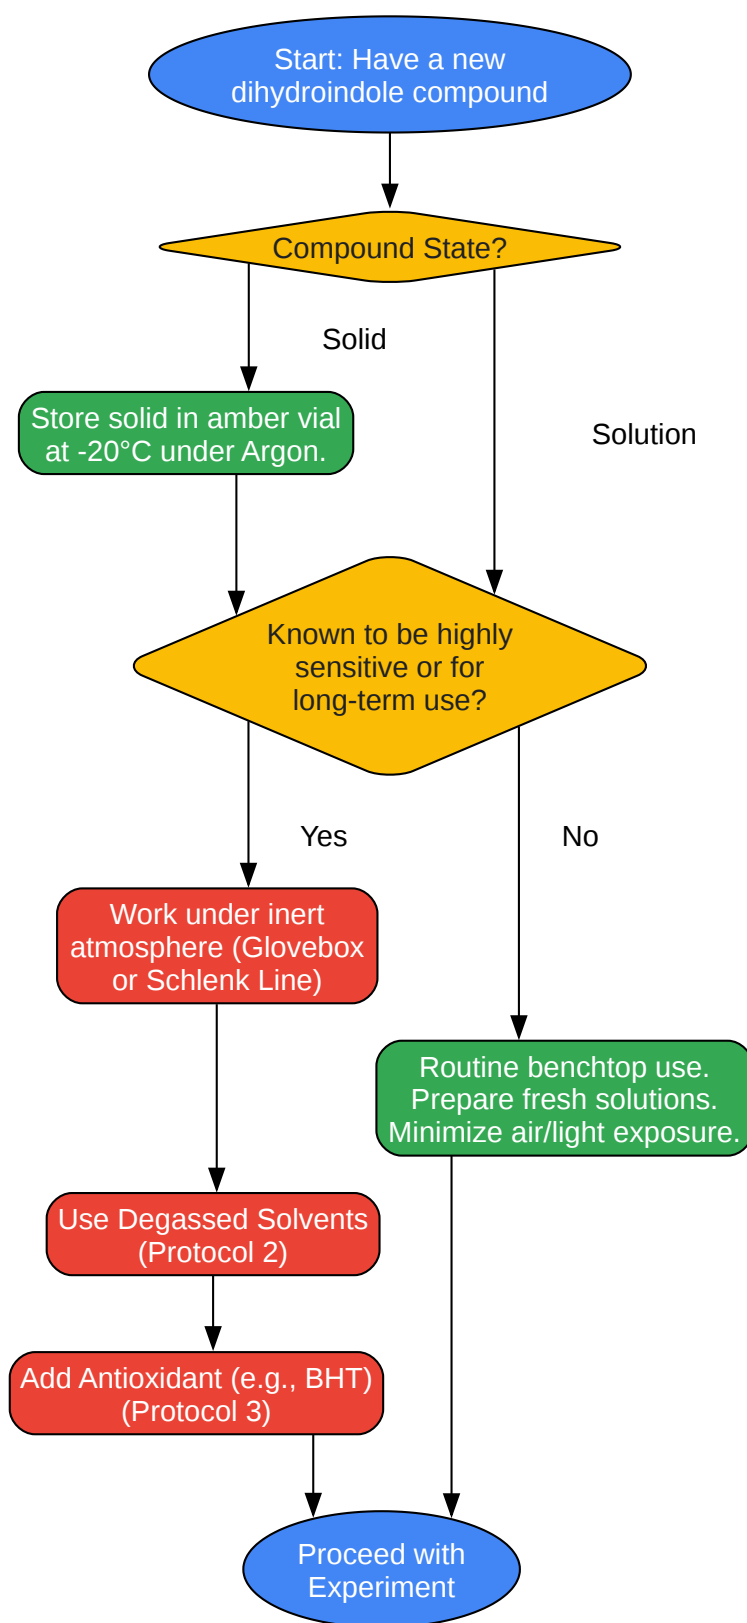 Start: Have a new
dihydroindole compound
Compound State?
Solid
Store solid in amber vial
at -20°C under Argon.
Solution
Known to be highly
sensitive or for
long-term use?
Yes
No
Work under inert
atmosphere (Glovebox
or Schlenk Line)
Routine benchtop use.
Prepare fresh solutions.
Minimize air/light exposure.
Use Degassed Solvents
(Protocol 2)
Add Antioxidant (e.g., BHT)
(Protocol 3)
Proceed with
Experiment